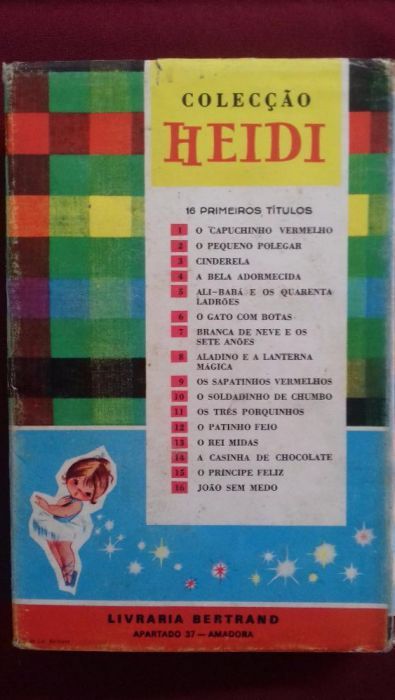 COLECÇÃO
HEIDI
16 PRIMEIROS TÍTULOS
1 O CAPUCHINHO VERMELHO
2 O PEQUENO POLEGAR
3 CINDERELA
4 A BELA ADORMECIDA
5 ALI-BABÁ E OS QUARENTA
LADRÕES
6 O GATO COM BOTAS
7 BRANCA DE NEVE E OS
SETE ANÕES
8 ALADINO E A LANTERNA
MÁGICA
9 OS SAPATINHOS VERMELHOS
10 O SOLDADINHO DE CHUMBO
11 OS TRÊS PORQUINHOS
12 O PATINHO FEIO
13 O REI MIDAS
14 A CASINHA DE CHOCOLATE
15 O PRÍNCIPE FELIZ
16 JOÃO SEM MEDO
LIVRARIA BERTRAND
APARTADO 37 — AMADORA